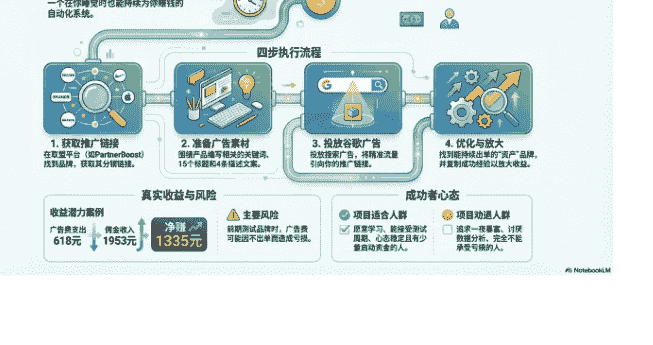 一个在你睡觉时也能持续为你赚钱的
自动化系统。
四步执行流程
1. 获取推广链接
在联盟平台（如PartnerBoost）
找到品牌，获取其分销链接。
2. 准备广告素材
围绕产品编写相关的关键词、
15个标题和4条描述文案。
3. 投放谷歌广告
投放搜索广告，将精准流量
引向你的推广链接。
4. 优化与放大
找到能持续出单的“资产”品牌，
并复制成功经验以放大收益。
真实收益与风险
收益潜力案例
广告费支出
618元
佣金收入
1953元
净赚
1335元
主要风险
前期测试品牌时，广告费
可能因不出单而造成亏损。
成功者心态
项目适合人群
愿意学习、能接受测试
周期、心态稳定且有少
量启动资金的人。
项目劝退人群
追求一夜暴富、讨厌
数据分析、完全不能
承受亏损的人。
NotebookLM